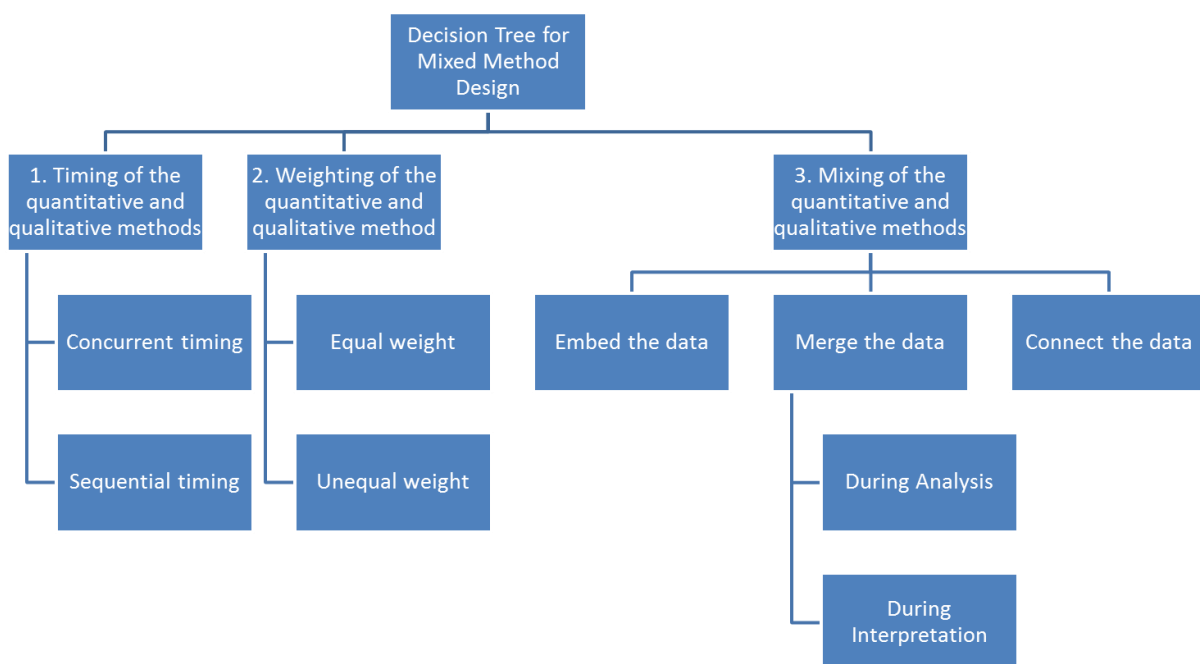 Decision Tree for
Mixed Method
Design
1. Timing of the
quantitative and
qualitative methods
2. Weighting of the
quantitative and
qualitative method
3. Mixing of the
quantitative and
qualitative methods
Concurrent timing
Equal weight
Embed the data
Merge the data
Connect the data
Sequential timing
Unequal weight
During Analysis
During
Interpretation